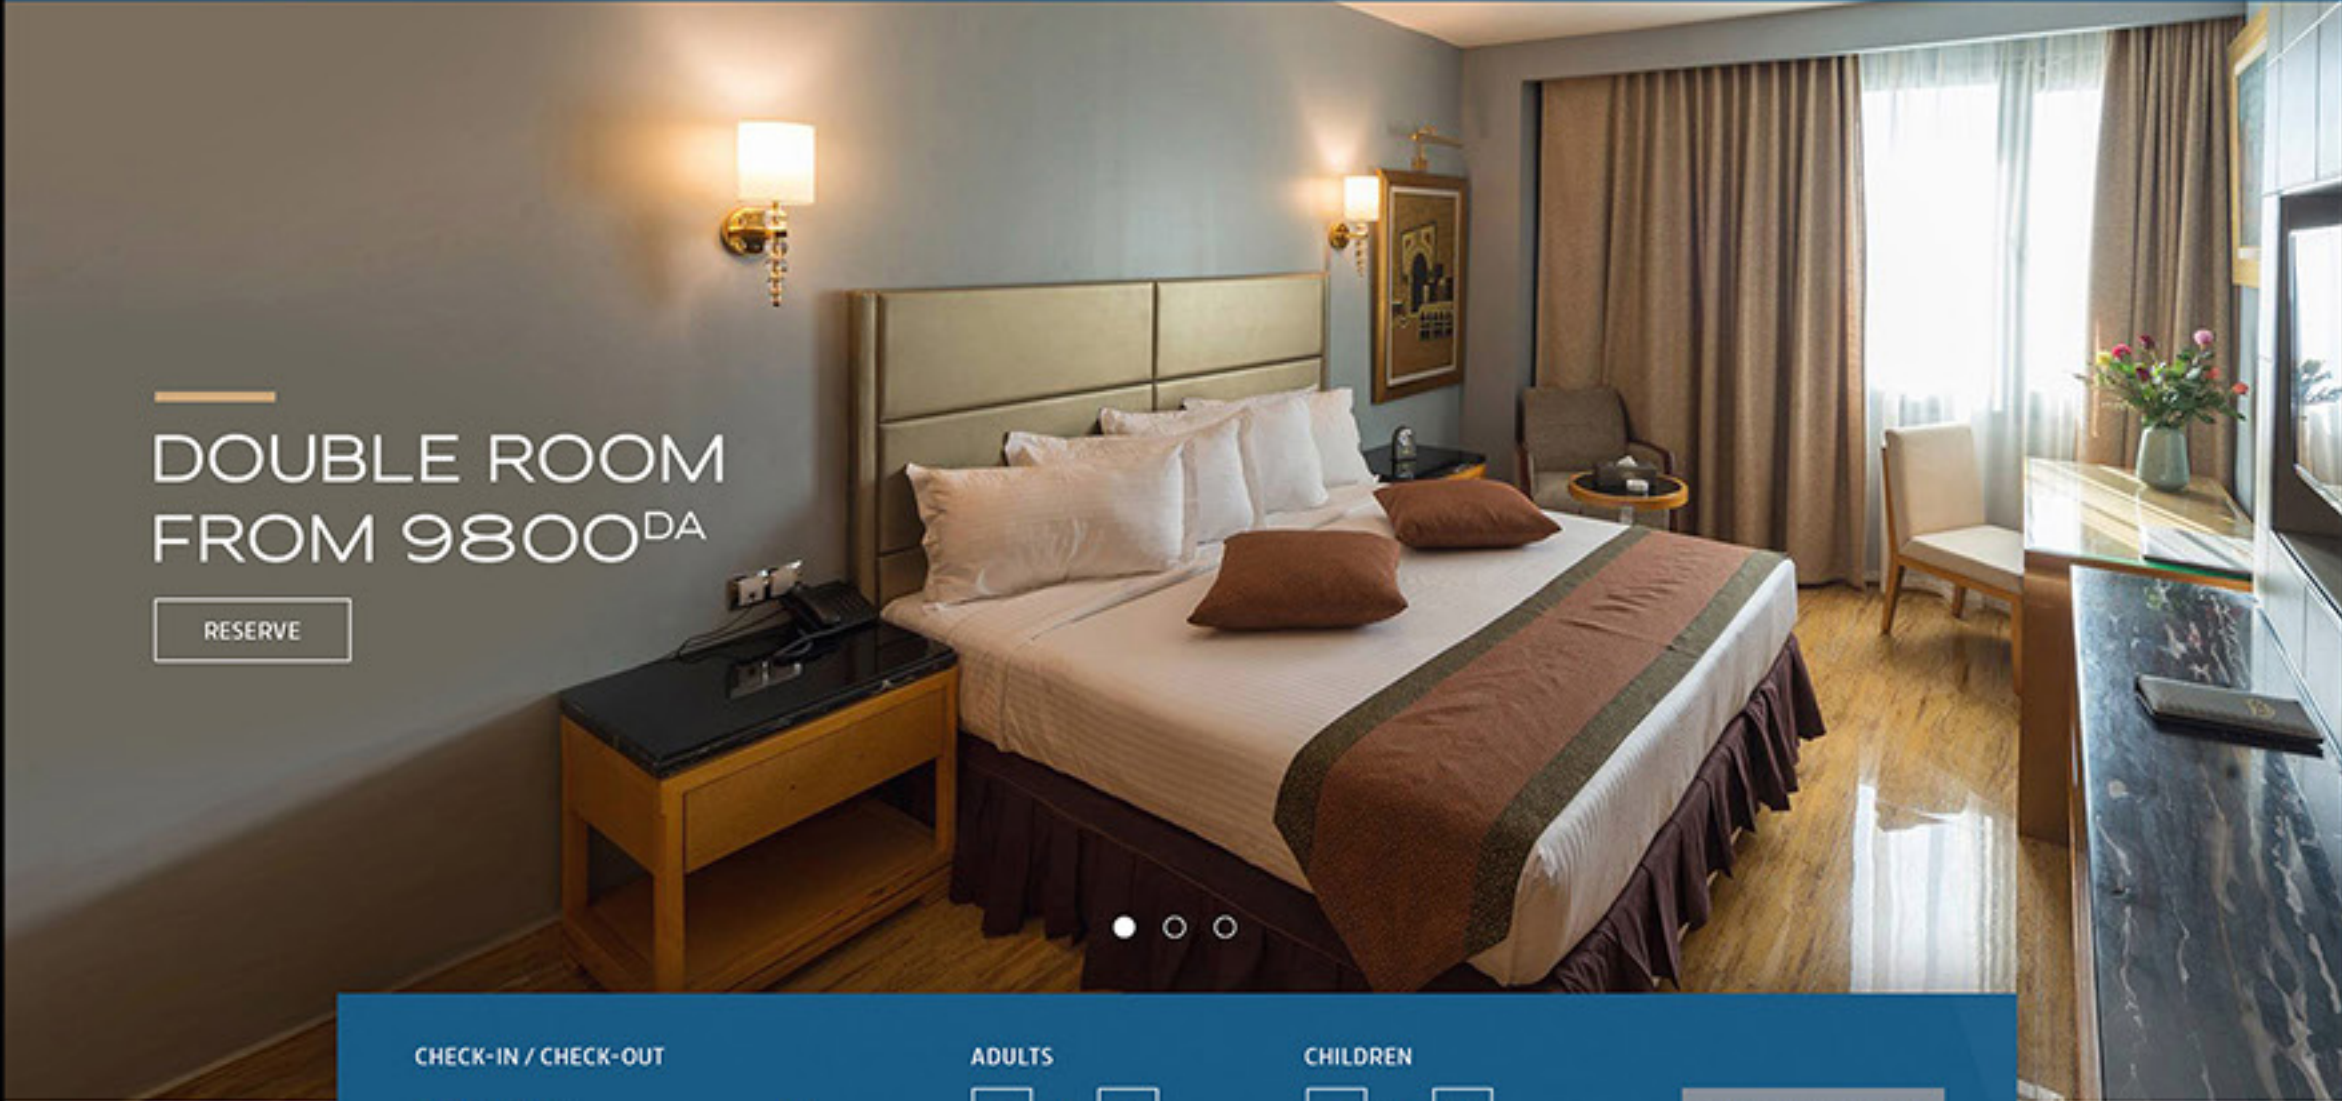 DOUBLE ROOM
FROM 9800DA
RESERVE
CHECK-IN / CHECK-OUT
ADULTS
CHILDREN